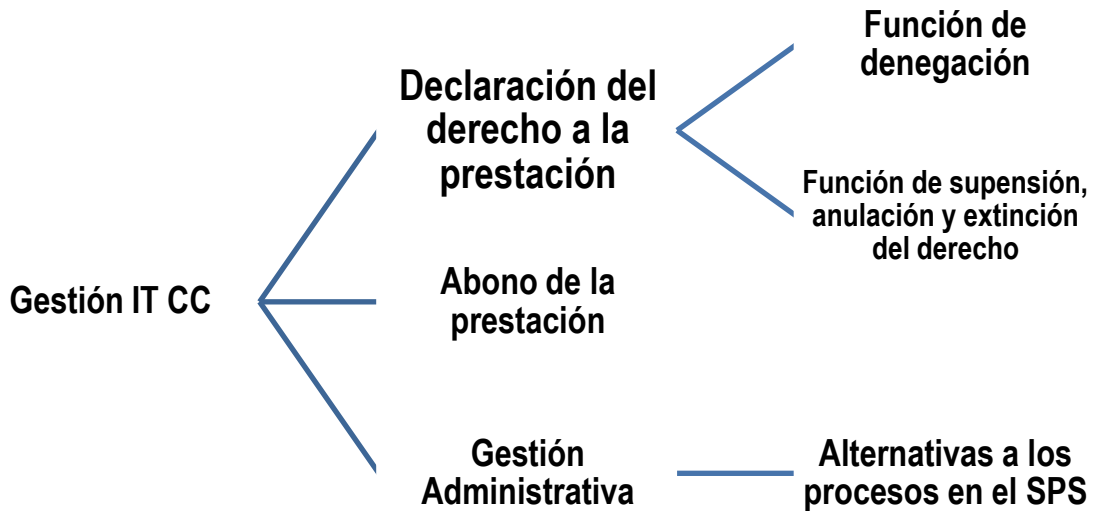 Función de
denegación
Declaración del
derecho a la
prestación
Función de supensión,
anulación y extinción
del derecho
Gestión IT CC
Abono de la
prestación
Gestión
Administrativa
Alternativas a los
procesos en el SPS